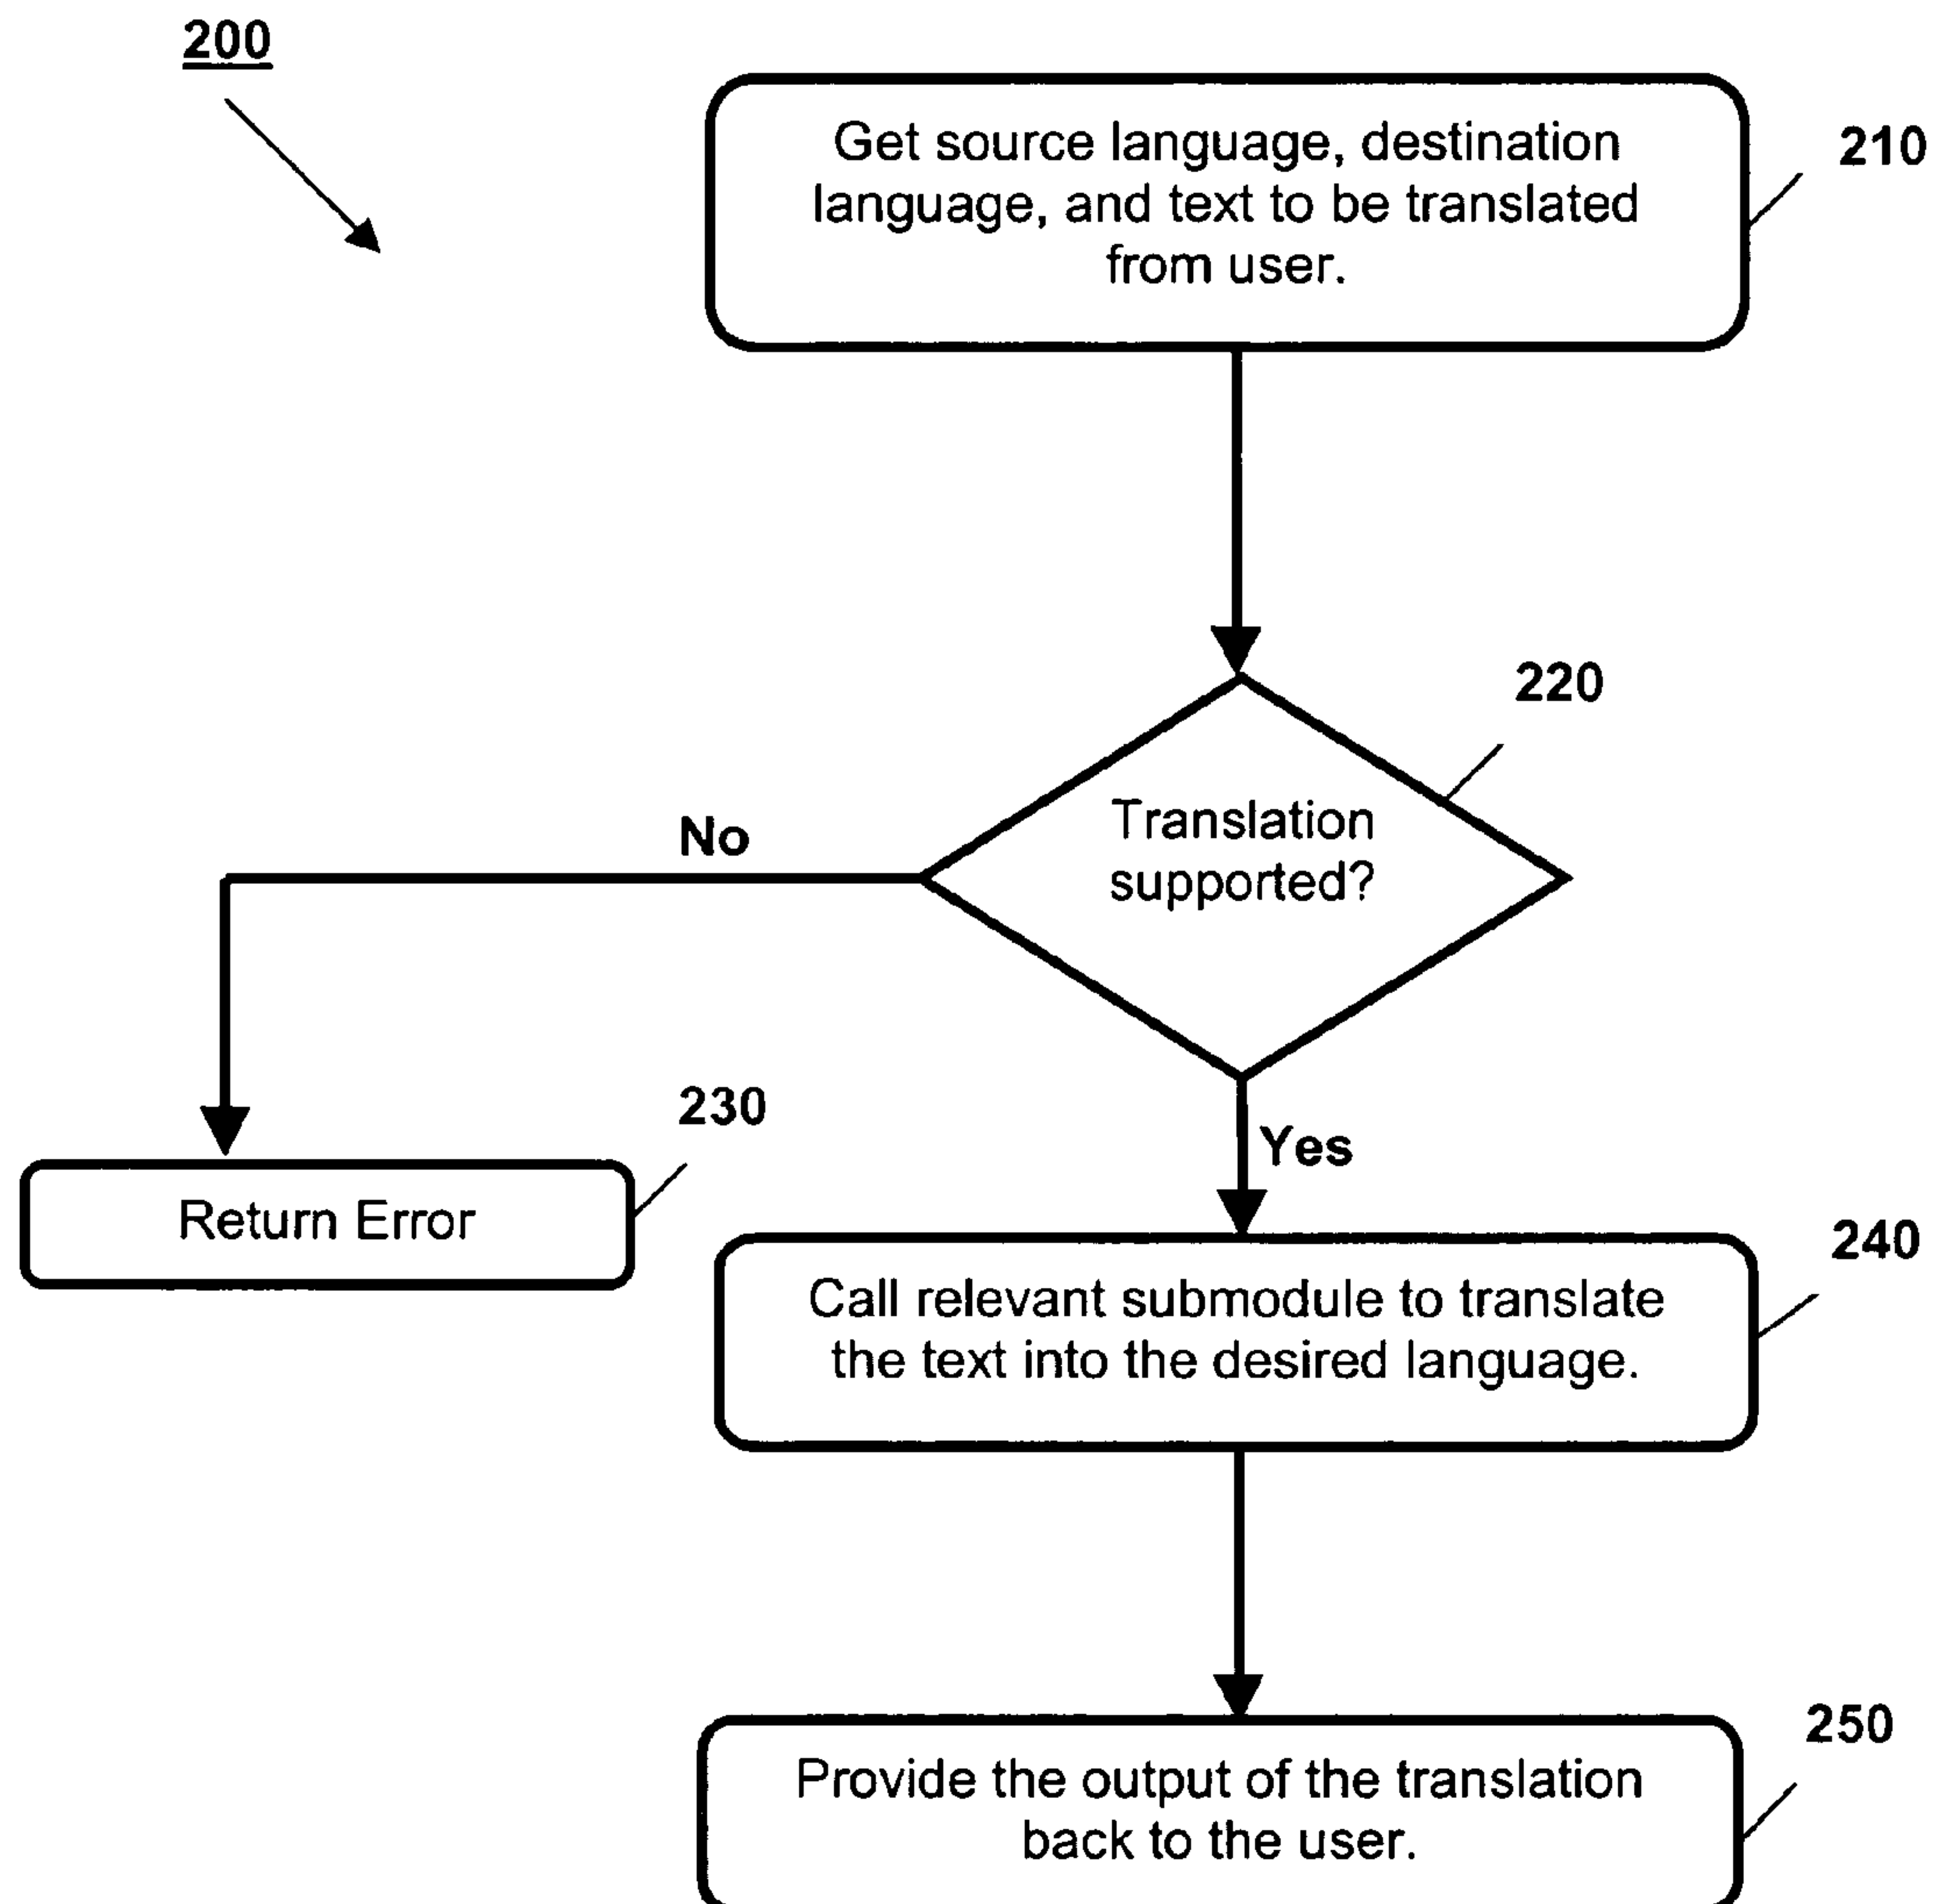 200
Get source language, destination
language, and text to be translated
from user.
210
220
Translation
supported?
No
Yes
230
Return Error
240
Call relevant submodule to translate
the text into the desired language.
250
Provide the output of the translation
back to the user.